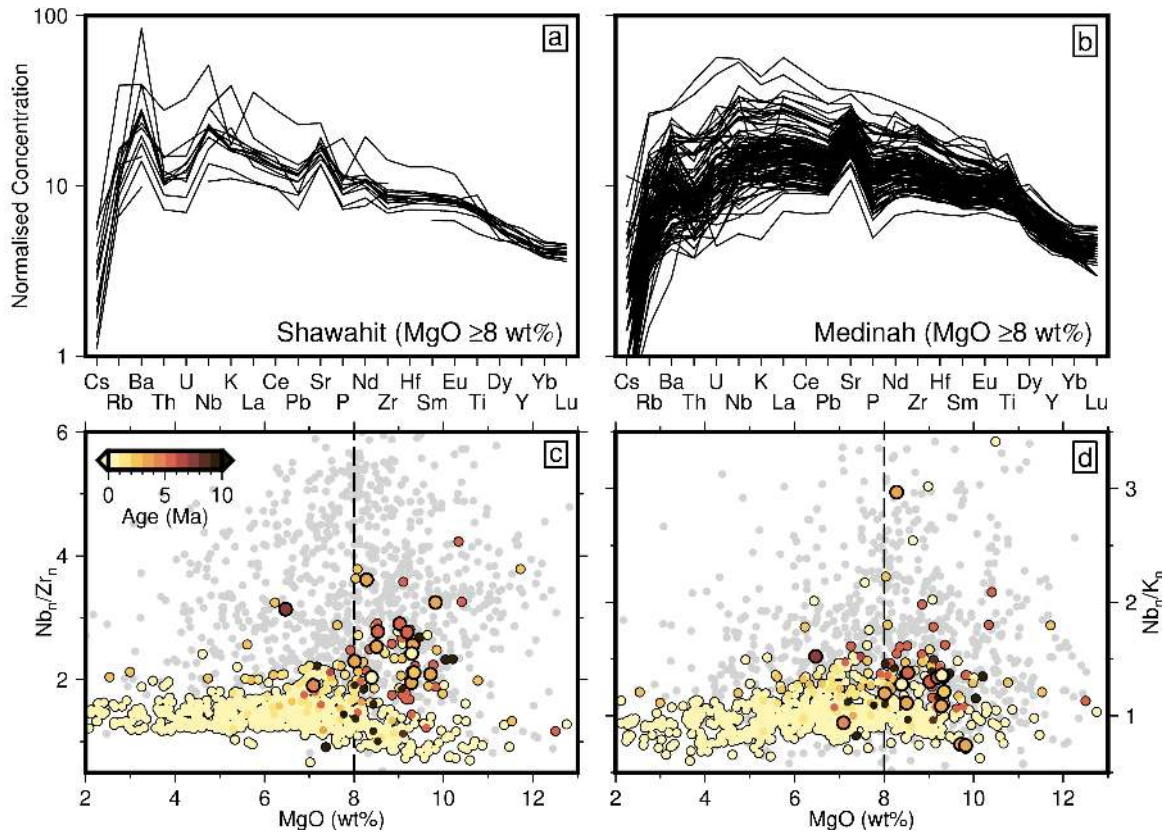 100
10
1
Normalised Concentration
a
Shawahit (MgO ≥8 wt%)
b
Medinah (MgO ≥8 wt%)
Cs Ba U K Ce Sr Nd Hf Eu Dy Yb
Rb Th Nb La Pb P Zr Sm Ti Y Lu
Cs Ba U K Ce Sr Nd Hf Eu Dy Yb
Rb Th Nb La Pb P Zr Sm Ti Y Lu
6
4
2
Nbn/Zrn
c
0 5 10
Age (Ma)
2 4 6 8 10 12
MgO (wt%)
d
3
2
1
Nbn/Kn
2 4 6 8 10 12
MgO (wt%)